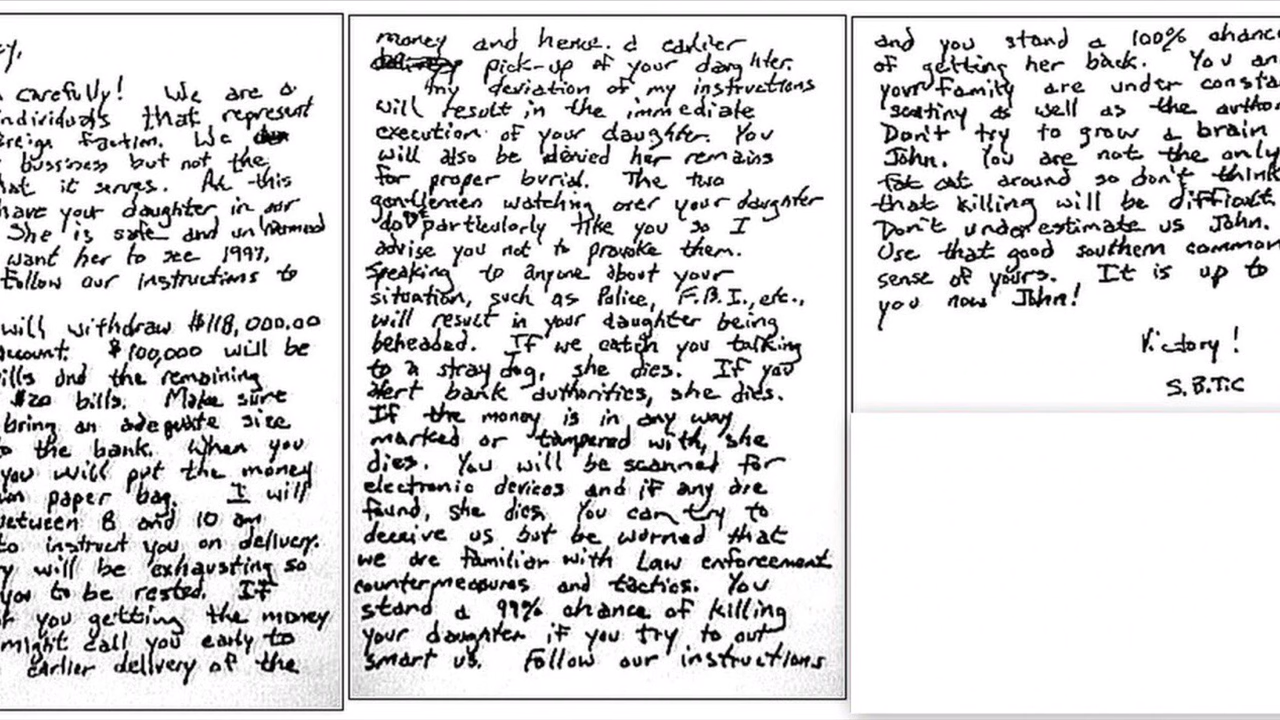 carefully! We are a
ndividuals that represent
reign faction. We
bussiness but not the
hat it serves. At this
have your daughter in our
She is safe and un harmed
want her to see 1997,
follow our instructions to
will withdraw $118,000.00
count. $100,000 will be
ills and the remaining
$20 bills. Make sure
bring an adequate size
o the bank. When you
you will put the money
n paper bag. I will
etween 8 and 10 am
to instruct you on delivery.
y will be exhausting so
you to be rested. If
you getting the money
might call you early to
earlier delivery of the
money and hence. a earlier
delivery pick-up of your daughter.
Any deviation of my instructions
will result in the immediate
execution of your daughter. You
will also be denied her remains
for proper burial. The two
gentlemen watching over your daughter
do not particularly like you so I
advise you not to provoke them.
Speaking to anyone about your
situation, such as Police, F.B.I., etc.,
will result in your daughter being
beheaded. If we catch you talking
to a stray dog, she dies. If you
alert bank authorities, she dies.
If the money is in any way
marked or tampered with, she
dies. You will be scanned for
electronic devices and if any are
found, she dies. You can try to
deceive us but be warned that
we are familiar with Law enforcement
countermeasures and tactics. You
stand a 99% chance of killing
your daughter if you try to out
smart us. Follow our instructions
and you stand a 100% chance
of getting her back. You an
your family are under consta
scutiny as well as the autho
Don't try to grow a brain
John. You are not the only
fat cat around so don't think
that killing will be difficult
Don't underestimate us John.
Use that good southern common
sense of yours. It is up to
you now John!
Victory!
S.B.T.C